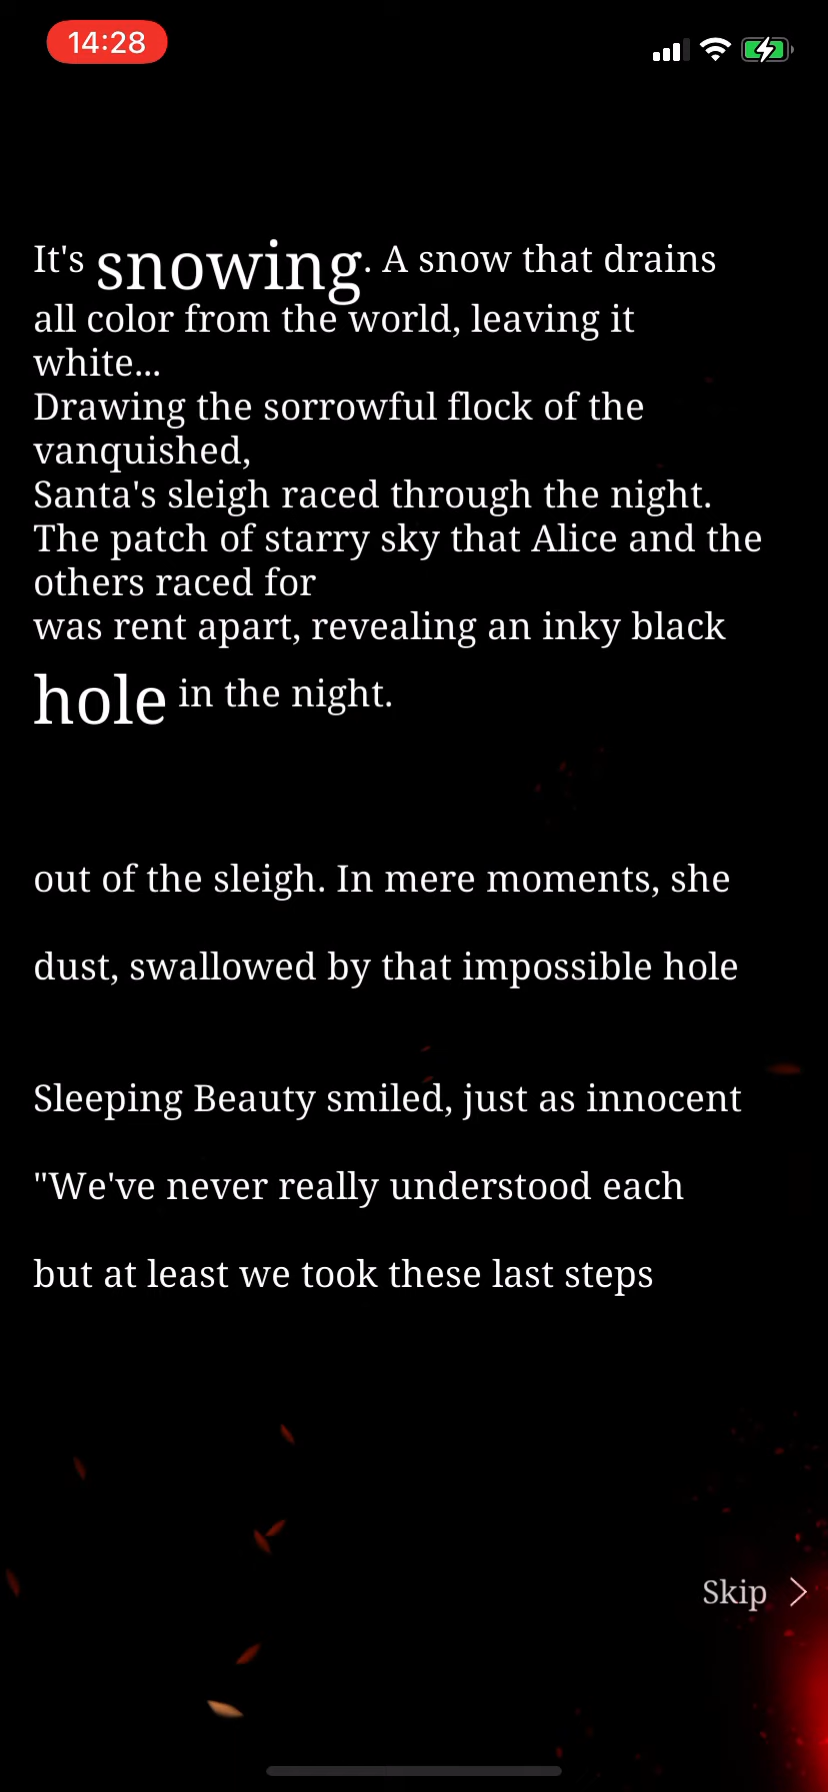 14:28
It's snowing. A snow that drains
all color from the world, leaving it
white...
Drawing the sorrowful flock of the
vanquished,
Santa's sleigh raced through the night.
The patch of starry sky that Alice and the
others raced for
was rent apart, revealing an inky black
hole in the night.
out of the sleigh. In mere moments, she
dust, swallowed by that impossible hole
Sleeping Beauty smiled, just as innocent
"We've never really understood each
but at least we took these last steps
Skip